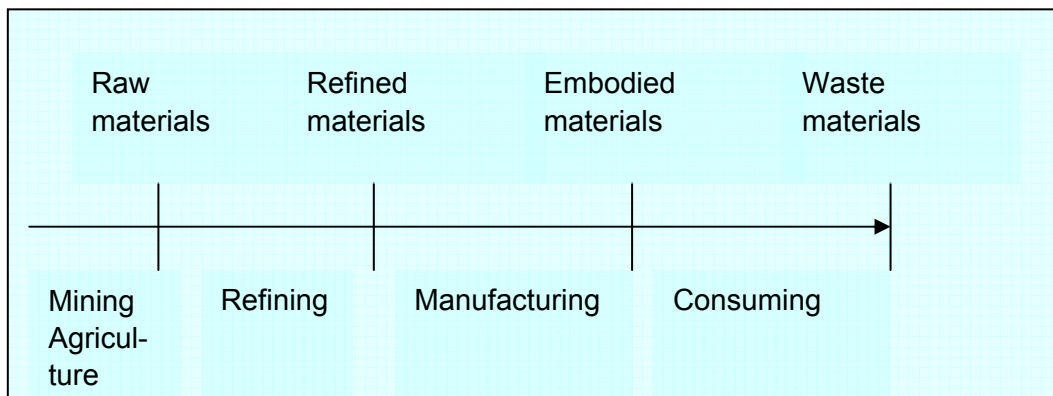 Raw
materials
Refined
materials
Embodied
materials
Waste
materials
Mining
Agricul-
ture
Refining
Manufacturing
Consuming